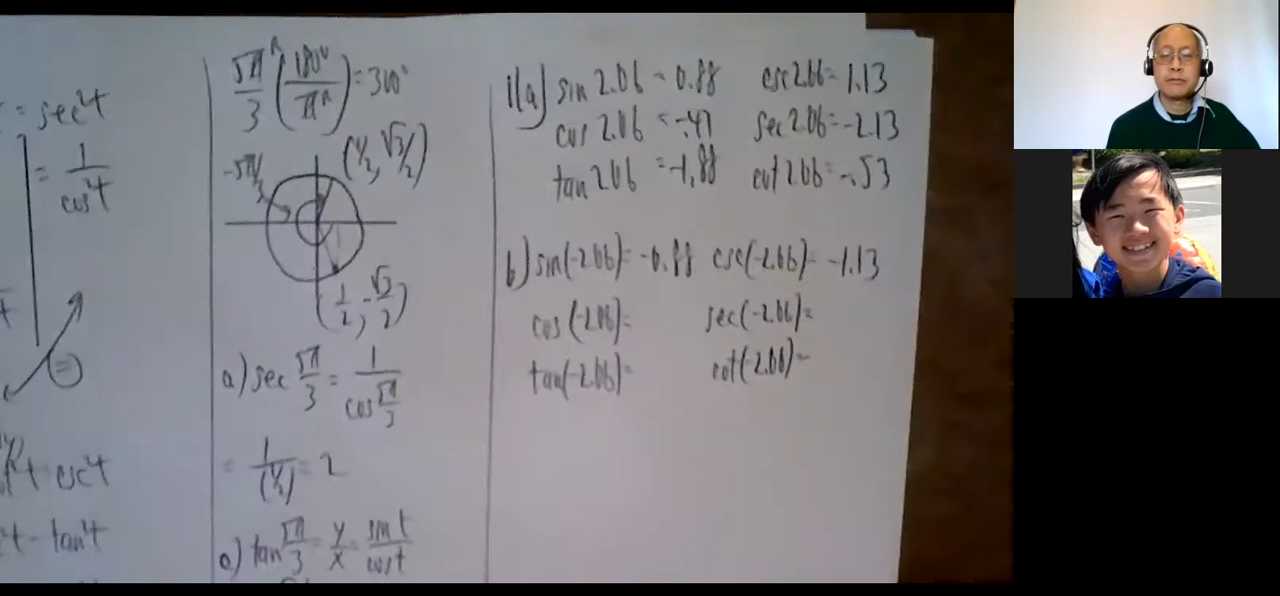 = sec²t
= 1/cos²t
csc²t
- tan²t
5π/3 (180°/π^R) = 300°
(1/2, √3/2)
-5π/3
(1/2, -√3/2)
a) sec 5π/3 = 1/cos 5π/3
= 1/(1/2) = 2
a) tan 5π/3 = y/x = sin t/cos t
1(a) sin 2.06 = 0.88 csc 2.06 = 1.13
cos 2.06 = -.47 sec 2.06 = -2.13
tan 2.06 = -1.88 cot 2.06 = -.53
b) sin(-2.06) = -0.88 csc(-2.06) = -1.13
cos(-2.06) = sec(-2.06) =
tan(-2.06) = cot(-2.06) =